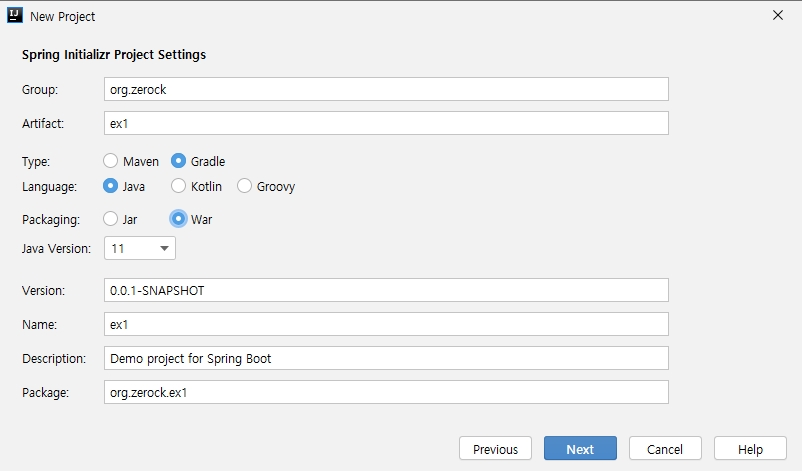 New Project
Spring Initializr Project Settings
Group: org.zerock
Artifact: ex1
Type: Maven Gradle
Language: Java Kotlin Groovy
Packaging: Jar War
Java Version: 11
Version: 0.0.1-SNAPSHOT
Name: ex1
Description: Demo project for Spring Boot
Package: org.zerock.ex1
Previous Next Cancel Help